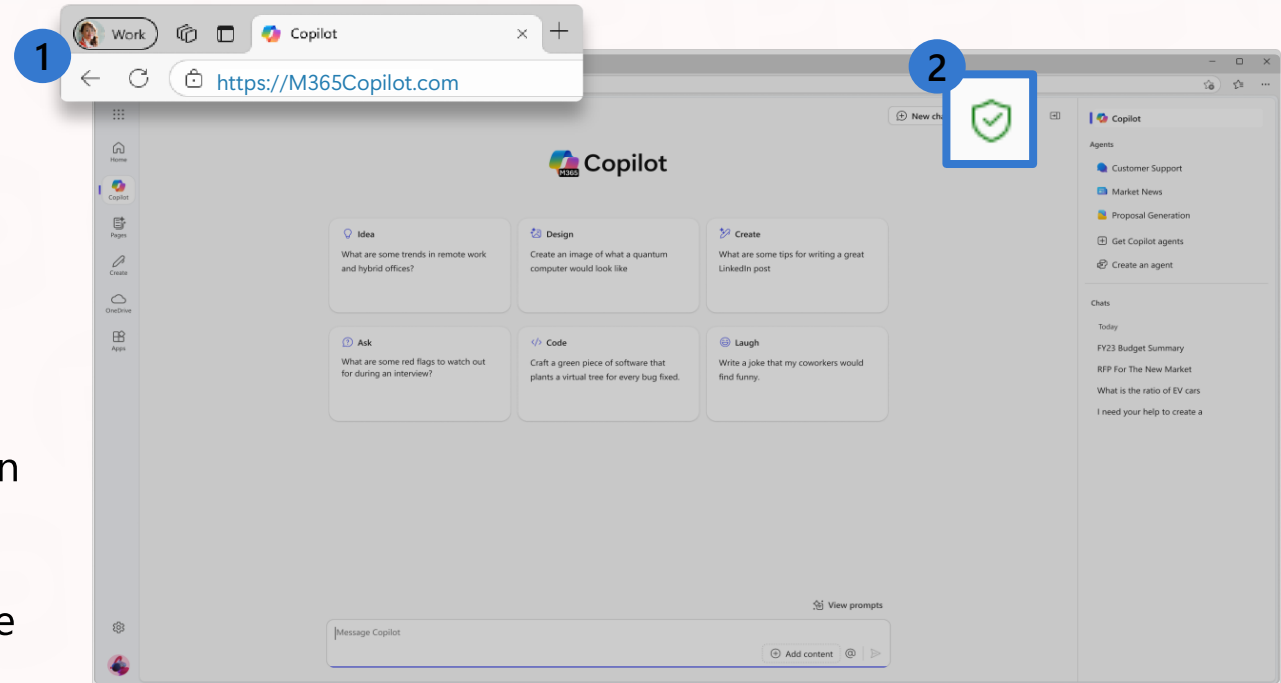 1
Work
Copilot
https://M365Copilot.com
2
New ch
Home
Copilot
Pages
Create
OneDrive
Apps
M365 Copilot
Idea
What are some trends in remote work
and hybrid offices?
Design
Create an image of what a quantum
computer would look like
Create
What are some tips for writing a great
LinkedIn post
Ask
What are some red flags to watch out
for during an interview?
Code
Craft a green piece of software that
plants a virtual tree for every bug fixed.
Laugh
Write a joke that my coworkers would
find funny.
View prompts
Message Copilot
Add content
Copilot
Agents
Customer Support
Market News
Proposal Generation
Get Copilot agents
Create an agent
Chats
Today
FY23 Budget Summary
RFP For The New Market
What is the ratio of EV cars
I need your help to create a
n
e